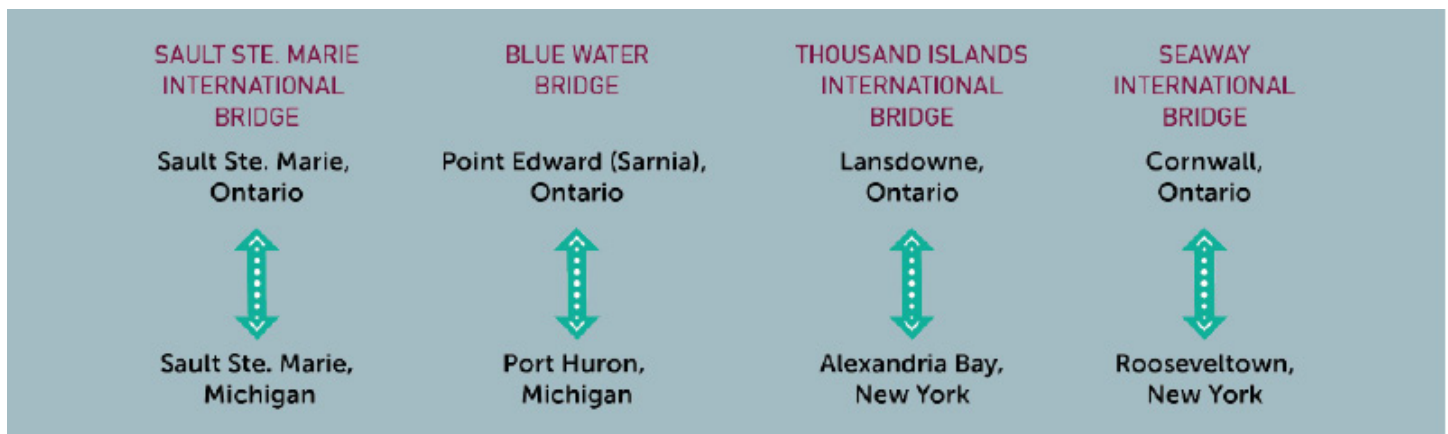 SAULT STE. MARIE
INTERNATIONAL
BRIDGE
Sault Ste. Marie,
Ontario
Sault Ste. Marie,
Michigan
BLUE WATER
BRIDGE
Point Edward (Sarnia),
Ontario
Port Huron,
Michigan
THOUSAND ISLANDS
INTERNATIONAL
BRIDGE
Lansdowne,
Ontario
Alexandria Bay,
New York
SEAWAY
INTERNATIONAL
BRIDGE
Cornwall,
Ontario
Rooseveltown,
New York